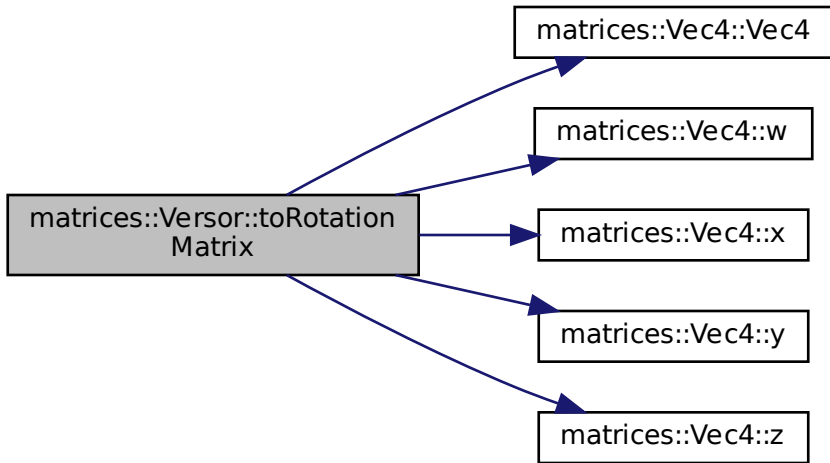 matrices::Vec4::Vec4
matrices::Vec4::w
matrices::Versor::toRotation
Matrix
matrices::Vec4::x
matrices::Vec4::y
matrices::Vec4::z